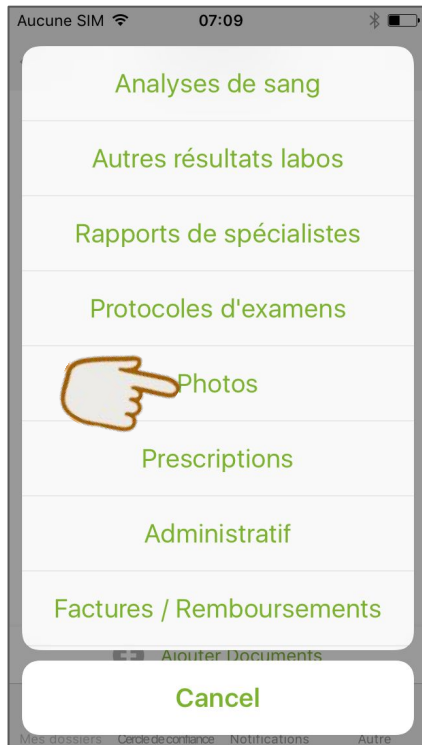 Aucune SIM 07:09
Analyses de sang
Autres résultats labos
Rapports de spécialistes
Protocoles d'examens
Photos
Prescriptions
Administratif
Factures / Remboursements
Ajouter Documents
Cancel
Mes dossiers Cercle de confiance Notifications Autre